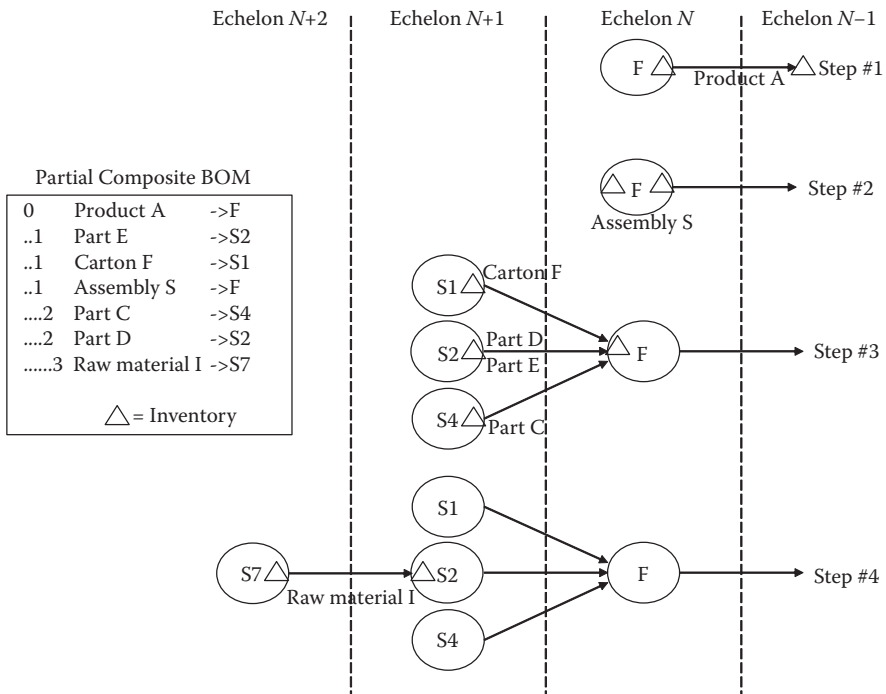 Echelon N+2 Echelon N+1 Echelon N Echelon N–1
F
Product A
Step #1
F
Assembly S
Step #2
Partial Composite BOM
0 Product A ->F
..1 Part E ->S2
..1 Carton F ->S1
..1 Assembly S ->F
....2 Part C ->S4
....2 Part D ->S2
......3 Raw material I ->S7
= Inventory
S1
Carton F
S2
Part D
Part E
F
Step #3
S4
Part C
S1
S7
Raw material I
S2
F
Step #4
S4